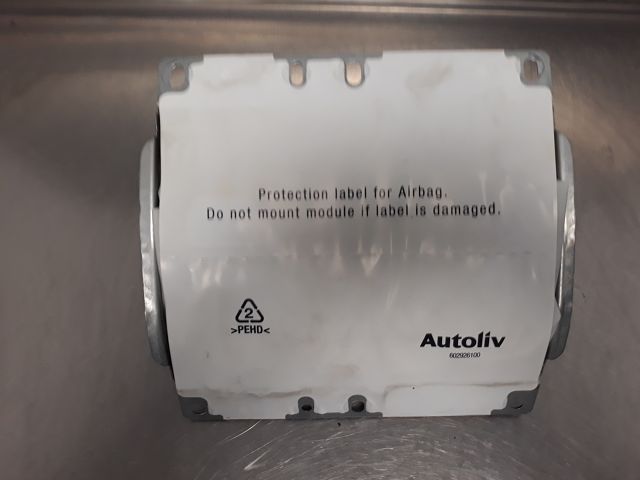 Protection label for Airbag.
Do not mount module if label is damaged.
2
>PEHD<
Autoliv
602926100